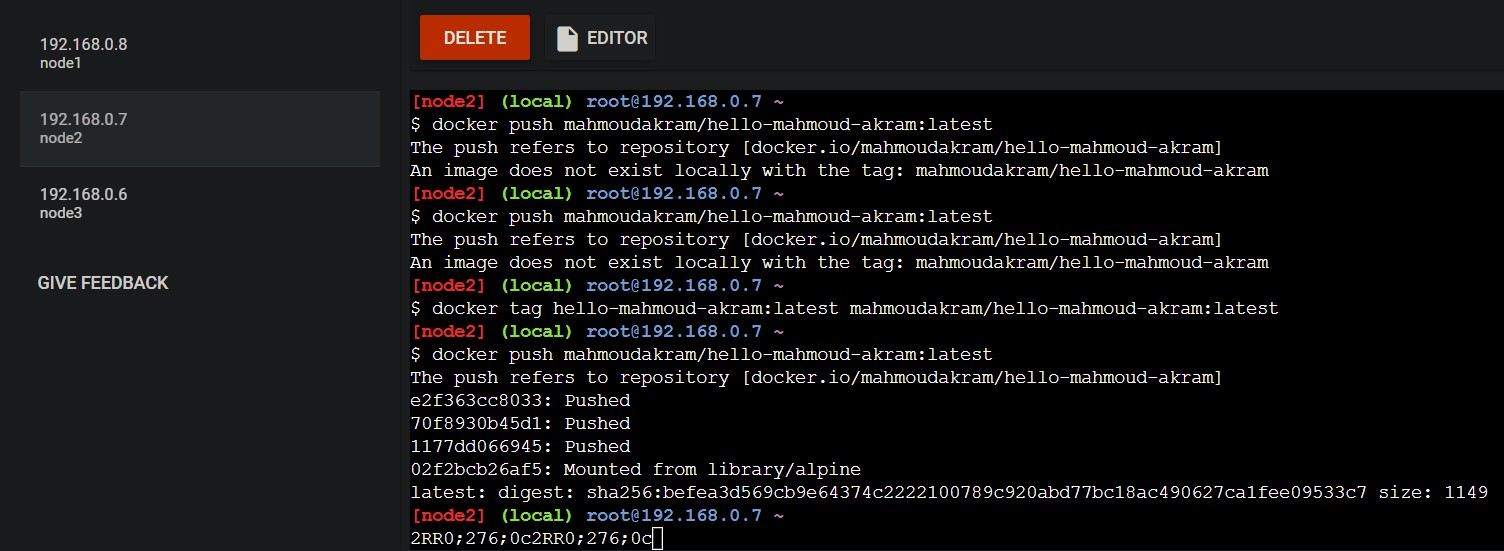 192.168.0.8
node1
192.168.0.7
node2
192.168.0.6
node3
GIVE FEEDBACK
DELETE
EDITOR
[node2] (local) root@192.168.0.7 ~
$ docker push mahmoudakram/hello-mahmoud-akram:latest
The push refers to repository [docker.io/mahmoudakram/hello-mahmoud-akram]
An image does not exist locally with the tag: mahmoudakram/hello-mahmoud-akram
[node2] (local) root@192.168.0.7 ~
$ docker push mahmoudakram/hello-mahmoud-akram:latest
The push refers to repository [docker.io/mahmoudakram/hello-mahmoud-akram]
An image does not exist locally with the tag: mahmoudakram/hello-mahmoud-akram
[node2] (local) root@192.168.0.7 ~
$ docker tag hello-mahmoud-akram:latest mahmoudakram/hello-mahmoud-akram:latest
[node2] (local) root@192.168.0.7 ~
$ docker push mahmoudakram/hello-mahmoud-akram:latest
The push refers to repository [docker.io/mahmoudakram/hello-mahmoud-akram]
e2f363cc8033: Pushed
70f8930b45d1: Pushed
1177dd066945: Pushed
02f2bcb26af5: Mounted from library/alpine
latest: digest: sha256:befea3d569cb9e64374c2222100789c920abd77bc18ac490627ca1fee09533c7 size: 1149
[node2] (local) root@192.168.0.7 ~
2RR0;276;0c2RR0;276;0c